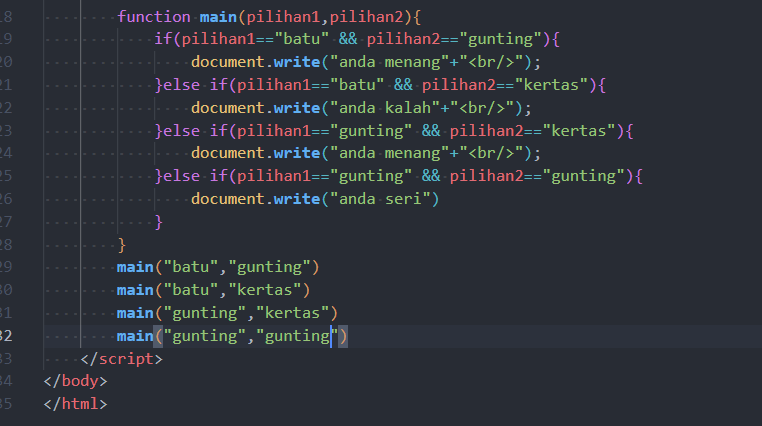 18 function main(pilihan1,pilihan2){
19 if(pilihan1=="batu" && pilihan2=="gunting"){
20 document.write("anda menang"+"<br/>");
21 }else if(pilihan1=="batu" && pilihan2=="kertas"){
22 document.write("anda kalah"+"<br/>");
23 }else if(pilihan1=="gunting" && pilihan2=="kertas"){
24 document.write("anda menang"+"<br/>");
25 }else if(pilihan1=="gunting" && pilihan2=="gunting"){
26 document.write("anda seri")
27 }
28 }
29 main("batu","gunting")
30 main("batu","kertas")
31 main("gunting","kertas")
32 main("gunting","gunting")
33 </script>
34 </body>
35 </html>